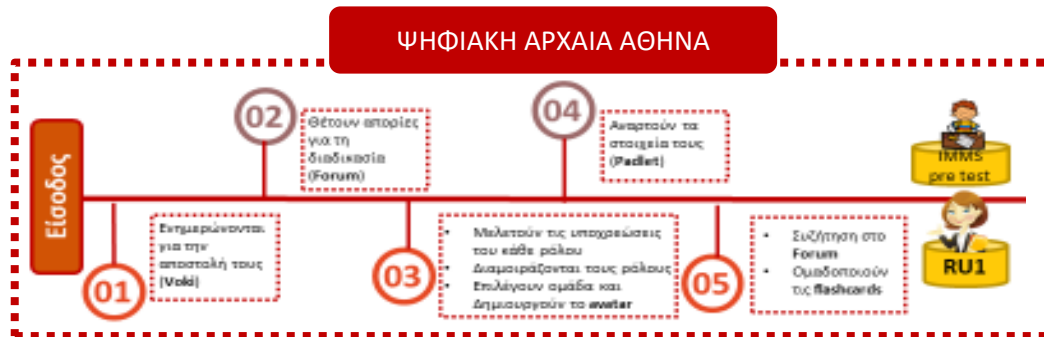 ΨΗΦΙΑΚΗ ΑΡΧΑΙΑ ΑΘΗΝΑ
Είσοδος
01
Ενημερώνονται
για την
αποστολή τους
(Voki)
02
Θέτουν απορίες
για τη
διαδικασία
(Forum)
03
• Μελετούν τις υποχρεώσεις
του κάθε ρόλου
• Διαμοιράζονται τους ρόλους
• Επιλέγουν ομάδα και
Δημιουργούν το avatar
04
Αναρτούν τα
στοιχεία τους
(Padlet)
05
• Συζήτηση στο
Forum
• Ομαδοποιούν
τις flashcards
IMMS
pre test
RU1